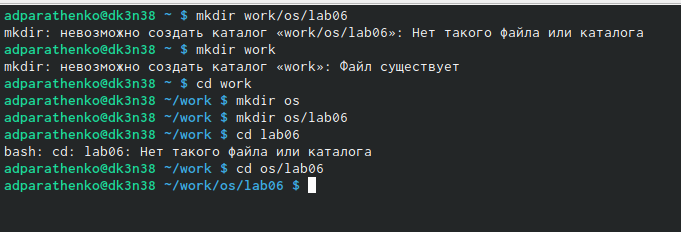 adparathenko@dk3n38 ~ $ mkdir work/os/lab06
mkdir: невозможно создать каталог «work/os/lab06»: Нет такого файла или каталога
adparathenko@dk3n38 ~ $ mkdir work
mkdir: невозможно создать каталог «work»: Файл существует
adparathenko@dk3n38 ~ $ cd work
adparathenko@dk3n38 ~/work $ mkdir os
adparathenko@dk3n38 ~/work $ mkdir os/lab06
adparathenko@dk3n38 ~/work $ cd lab06
bash: cd: lab06: Нет такого файла или каталога
adparathenko@dk3n38 ~/work $ cd os/lab06
adparathenko@dk3n38 ~/work/os/lab06 $